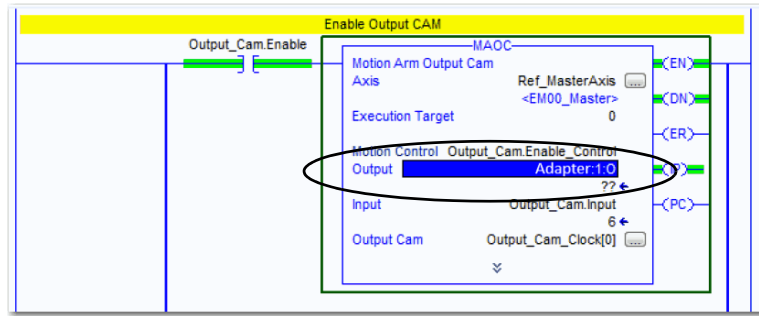 Enable Output CAM
Output_Cam.Enable
MAOC
Motion Arm Output Cam
Axis Ref_MasterAxis ...
<EM00_Master>
Execution Target 0
Motion Control Output_Cam.Enable_Control
Output Adapter:1:O
??
Input Output_Cam.Input
6
Output Cam Output_Cam_Clock[0] ...
EN
DN
ER
IP
PC